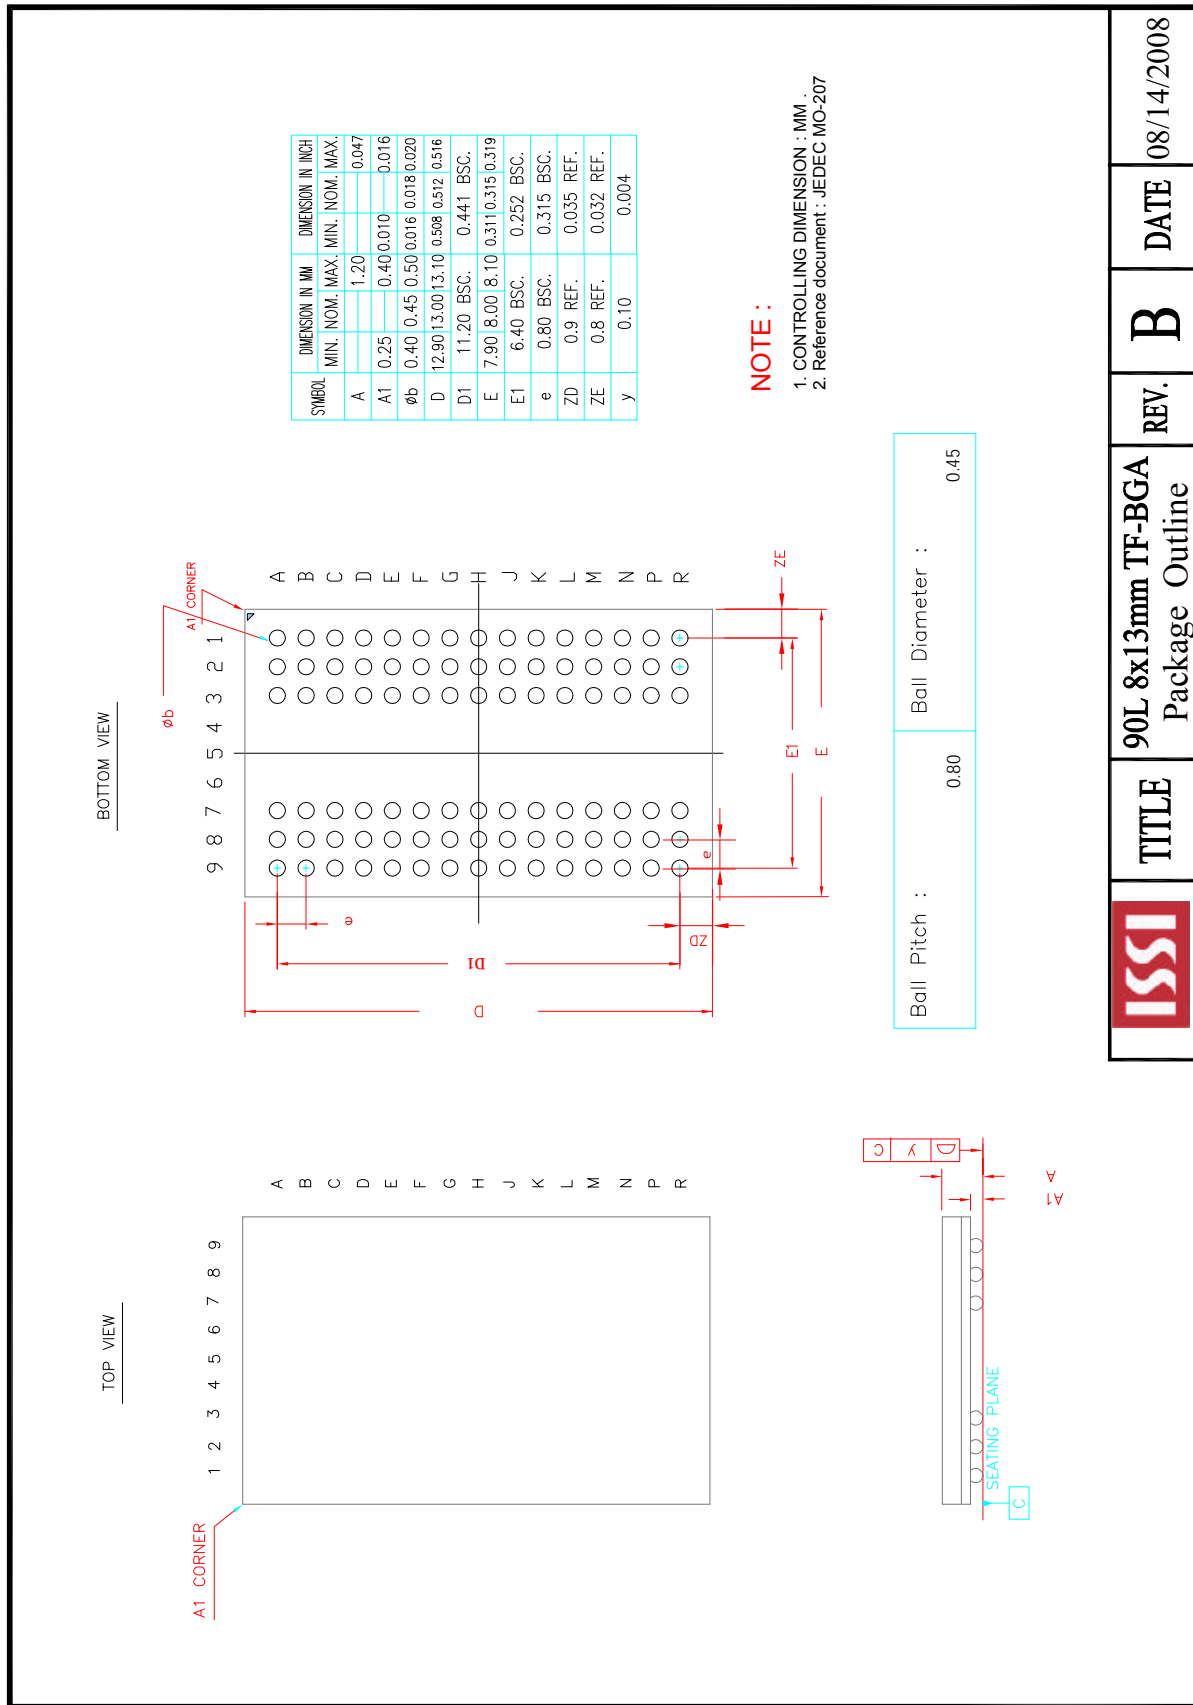 TOP VIEW
A1 CORNER
1 2 3 4 5 6 7 8 9
A
B
C
D
E
F
G
H
J
K
L
M
N
P
R
SEATING PLANE
C
A1
A
D y C
BOTTOM VIEW
9 8 7 6 5 4 3 2 1
øb
A1 CORNER
A
B
C
D
E
F
G
H
J
K
L
M
N
P
R
e
D1
D
ZD
e
E1
E
ZE
SYMBOL DIMENSION IN MM DIMENSION IN INCH
MIN. NOM. MAX. MIN. NOM. MAX.
A 1.20 0.047
A1 0.25 0.40 0.010 0.016
øb 0.40 0.45 0.50 0.016 0.018 0.020
D 12.90 13.00 13.10 0.508 0.512 0.516
D1 11.20 BSC. 0.441 BSC.
E 7.90 8.00 8.10 0.311 0.315 0.319
E1 6.40 BSC. 0.252 BSC.
e 0.80 BSC. 0.315 BSC.
ZD 0.9 REF. 0.035 REF.
ZE 0.8 REF. 0.032 REF.
y 0.10 0.004
NOTE :
1. CONTROLLING DIMENSION : MM .
2. Reference document : JEDEC MO-207
Ball Pitch : 0.80 Ball Diameter : 0.45
ISSI
TITLE
90L 8x13mm TF-BGA
Package Outline
REV.
B
DATE
08/14/2008